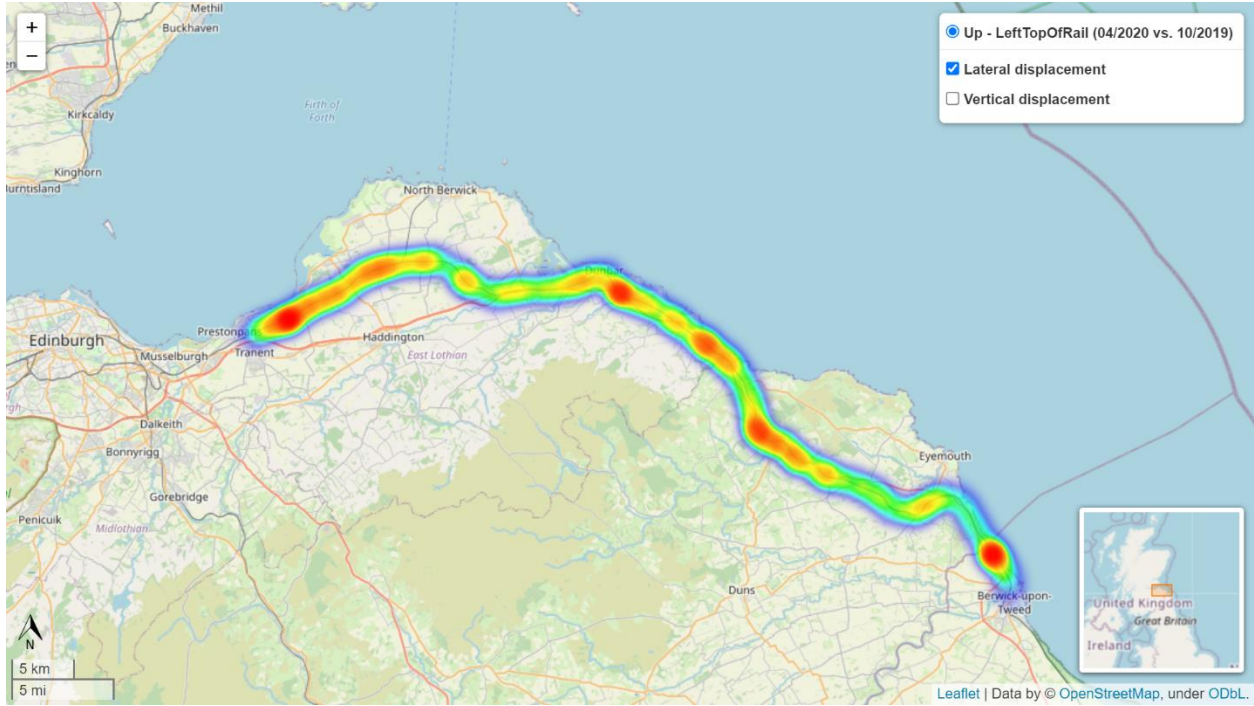 Methil
Buckhaven
+
−
Up - LeftTopOfRail (04/2020 vs. 10/2019)
Lateral displacement
Vertical displacement
Firth of
Forth
Kirkcaldy
Kinghorn
North Berwick
Dunbar
Prestonpans
Edinburgh
Musselburgh
Tranent
Haddington
East Lothian
Dalkeith
Bonnyrigg
Eyemouth
Gorebridge
Penicuik
Midlothian
Duns
Berwick-upon-
Tweed
United Kingdom
Great Britain
Ireland
N
5 km
5 mi
Leaflet | Data by © OpenStreetMap, under ODbL.